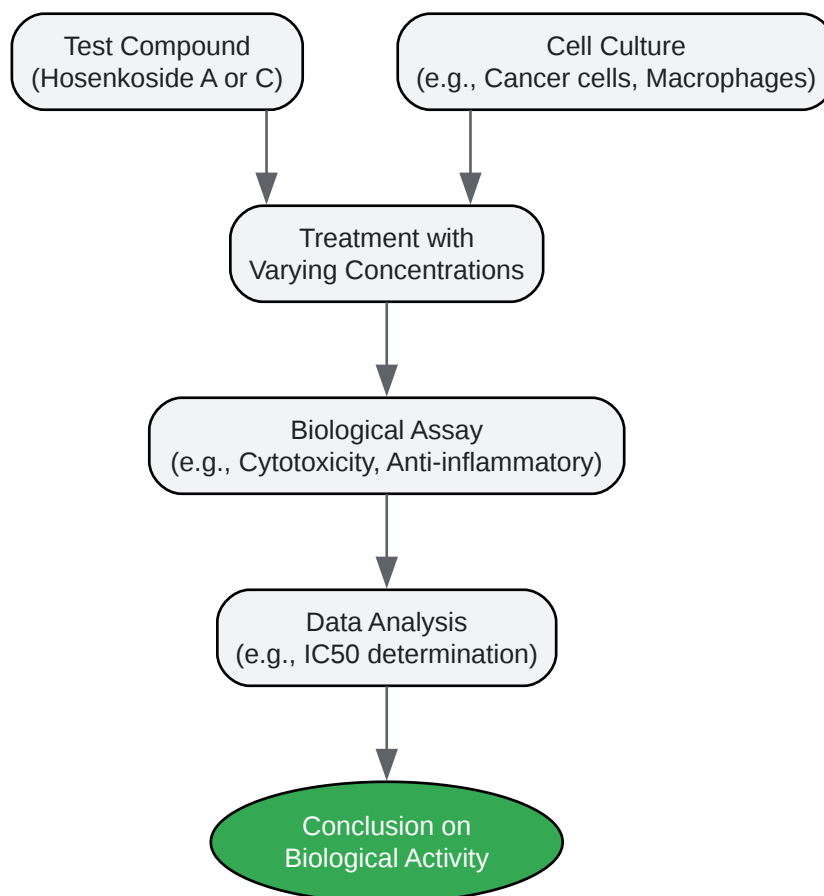 Test Compound
(Hosenkoside A or C)
Cell Culture
(e.g., Cancer cells, Macrophages)
Treatment with
Varying Concentrations
Biological Assay
(e.g., Cytotoxicity, Anti-inflammatory)
Data Analysis
(e.g., IC50 determination)
Conclusion on
Biological Activity